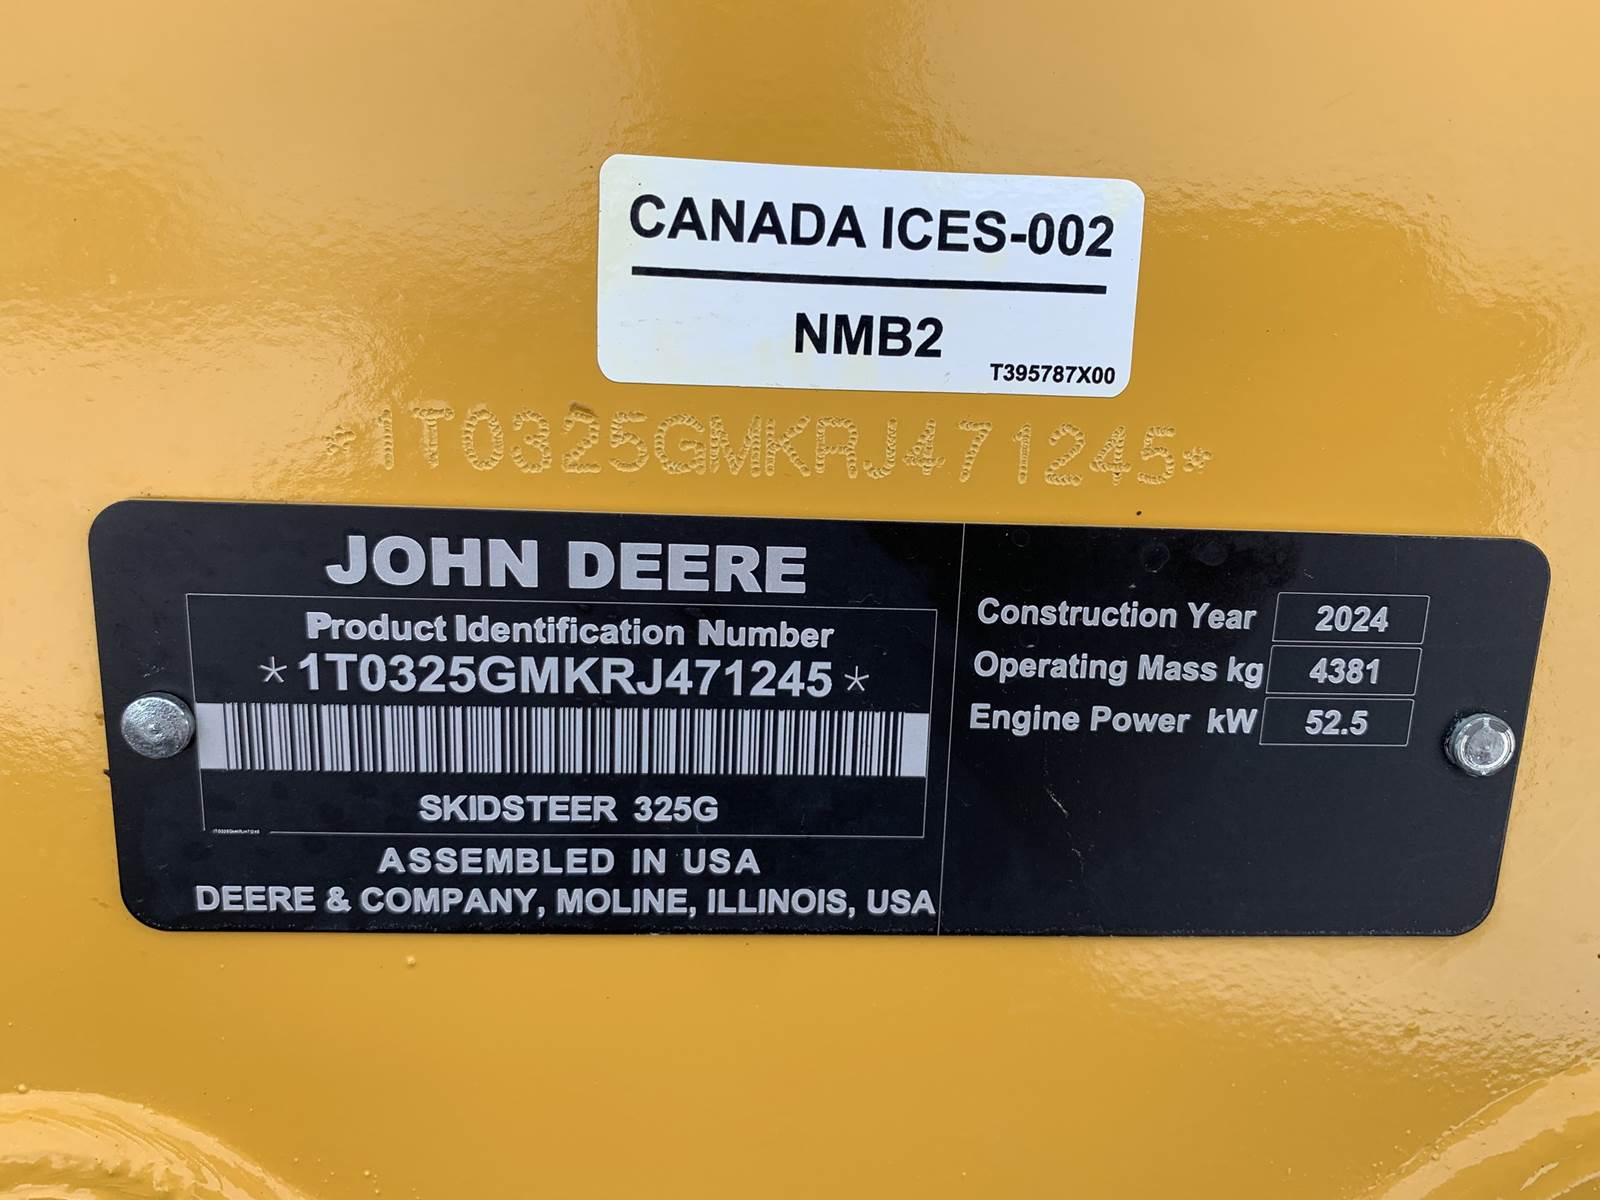 CANADA ICES-002
NMB2
T395787X00
*1T0325GMKRJ471245*
JOHN DEERE
Product Identification Number
*1T0325GMKRJ471245*
SKIDSTEER 325G
1T0325GMKRJ471245
ASSEMBLED IN USA
DEERE & COMPANY, MOLINE, ILLINOIS, USA
Construction Year 2024
Operating Mass kg 4381
Engine Power kW 52.5